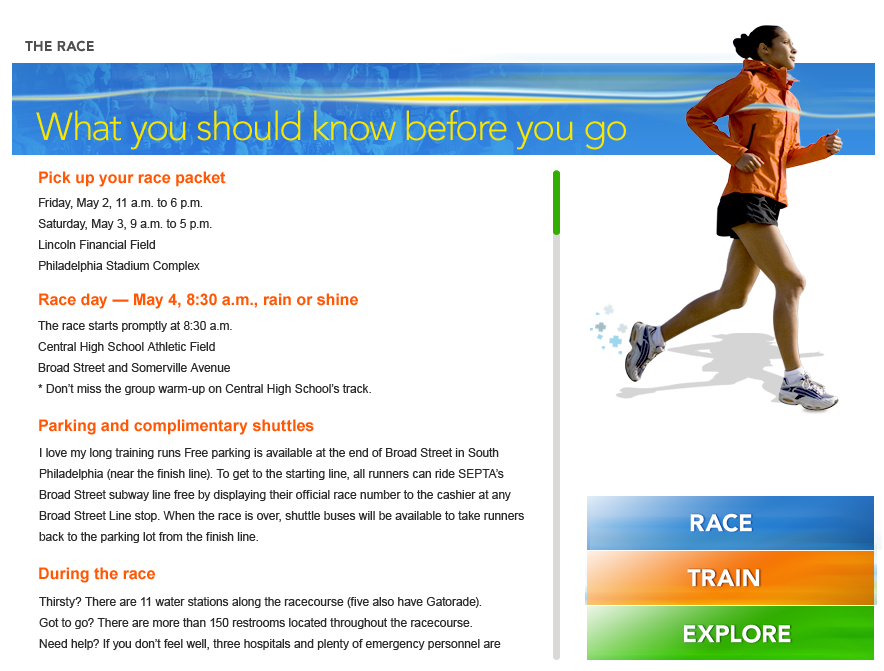 THE RACE
What you should know before you go
Pick up your race packet
Friday, May 2, 11 a.m. to 6 p.m.
Saturday, May 3, 9 a.m. to 5 p.m.
Lincoln Financial Field
Philadelphia Stadium Complex
Race day — May 4, 8:30 a.m., rain or shine
The race starts promptly at 8:30 a.m.
Central High School Athletic Field
Broad Street and Somerville Avenue
* Don’t miss the group warm-up on Central High School’s track.
Parking and complimentary shuttles
I love my long training runs Free parking is available at the end of Broad Street in South
Philadelphia (near the finish line). To get to the starting line, all runners can ride SEPTA’s
Broad Street subway line free by displaying their official race number to the cashier at any
Broad Street Line stop. When the race is over, shuttle buses will be available to take runners
back to the parking lot from the finish line.
During the race
Thirsty? There are 11 water stations along the racecourse (five also have Gatorade).
Got to go? There are more than 150 restrooms located throughout the racecourse.
Need help? If you don’t feel well, three hospitals and plenty of emergency personnel are
RACE
TRAIN
EXPLORE